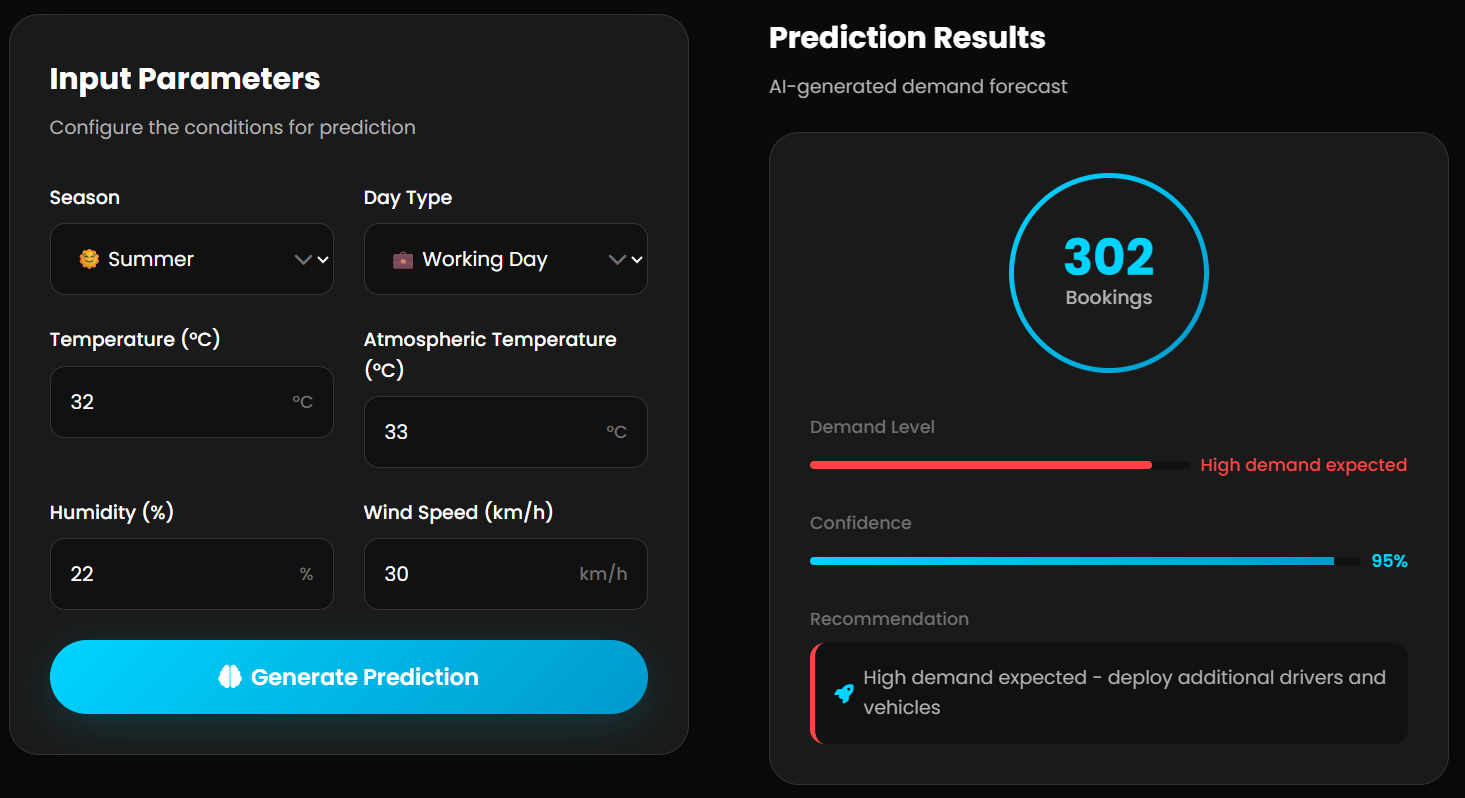 Input Parameters
Configure the conditions for prediction
Season
Day Type
Summer
Working Day
Temperature (°C)
Atmospheric Temperature
(°C)
32 °C
33 °C
Humidity (%)
Wind Speed (km/h)
22 %
30 km/h
Generate Prediction
Prediction Results
AI-generated demand forecast
302
Bookings
Demand Level
High demand expected
Confidence
95%
Recommendation
High demand expected - deploy additional drivers and
vehicles